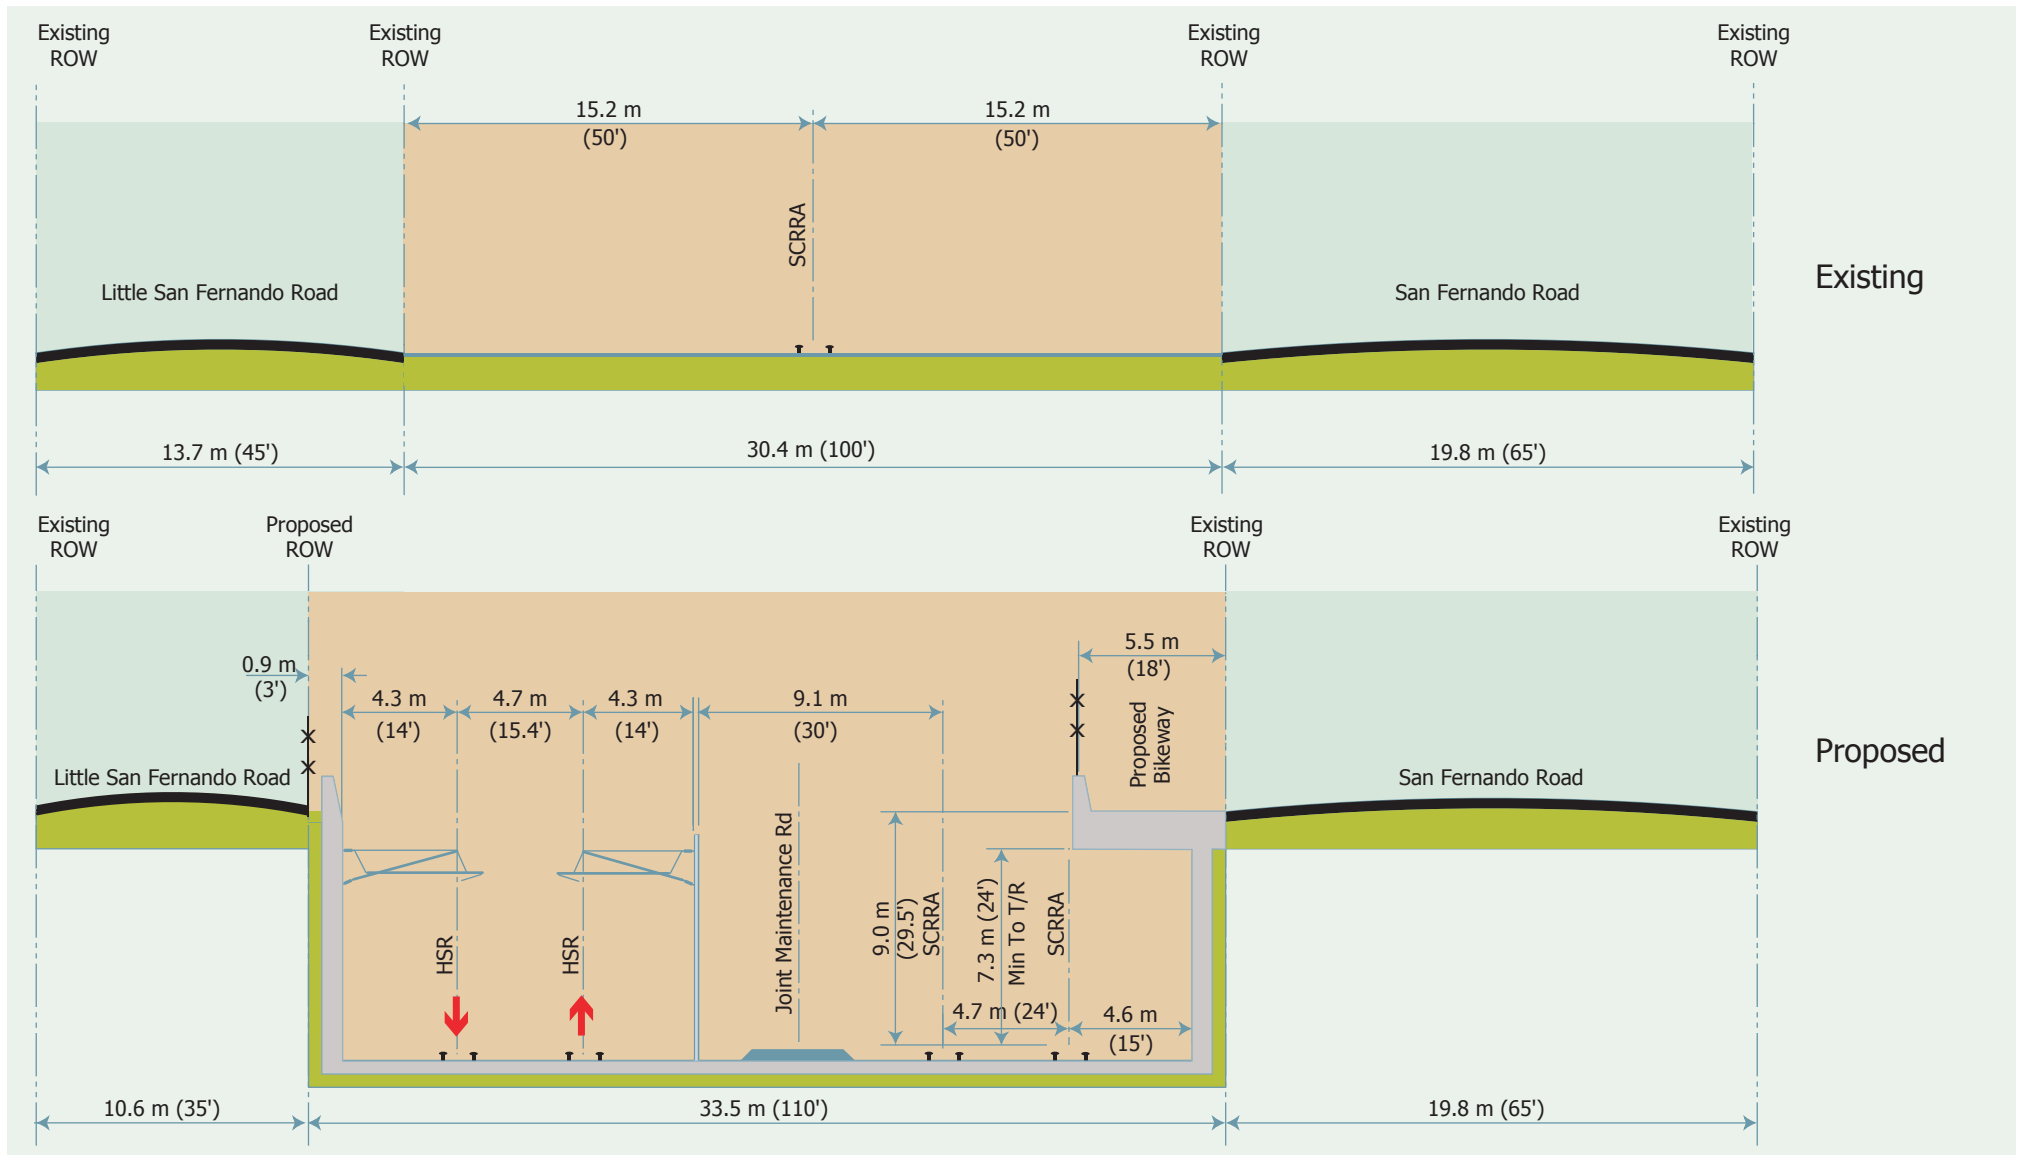 Existing
ROW
Existing
ROW
Existing
ROW
Existing
ROW
15.2 m
(50')
15.2 m
(50')
SCRRA
Little San Fernando Road
San Fernando Road
Existing
13.7 m (45')
30.4 m (100')
19.8 m (65')
Existing
ROW
Proposed
ROW
Existing
ROW
Existing
ROW
0.9 m
(3')
4.3 m
(14')
4.7 m
(15.4')
4.3 m
(14')
9.1 m
(30')
5.5 m
(18')
Proposed
Bikeway
Little San Fernando Road
San Fernando Road
Proposed
HSR
HSR
Joint Maintenance Rd
9.0 m
(29.5')
SCRRA
7.3 m (24')
Min To T/R
SCRRA
4.7 m (24')
4.6 m
(15')
10.6 m (35')
33.5 m (110')
19.8 m (65')